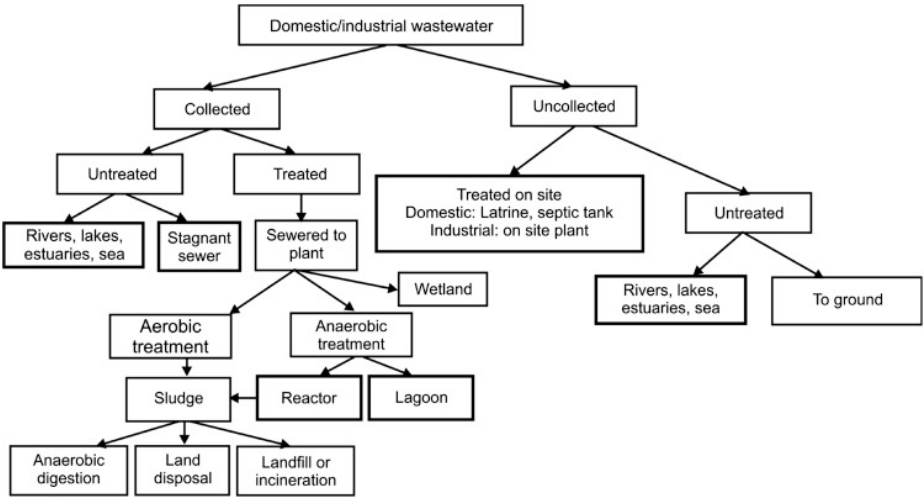 Domestic/industrial wastewater
Collected
Uncollected
Untreated
Treated
Treated on site
Domestic: Latrine, septic tank
Industrial: on site plant
Untreated
Rivers, lakes,
estuaries, sea
Stagnant
sewer
Sewered to
plant
Wetland
Rivers, lakes,
estuaries, sea
To ground
Aerobic
treatment
Anaerobic
treatment
Sludge
Reactor
Lagoon
Anaerobic
digestion
Land
disposal
Landfill or
incineration